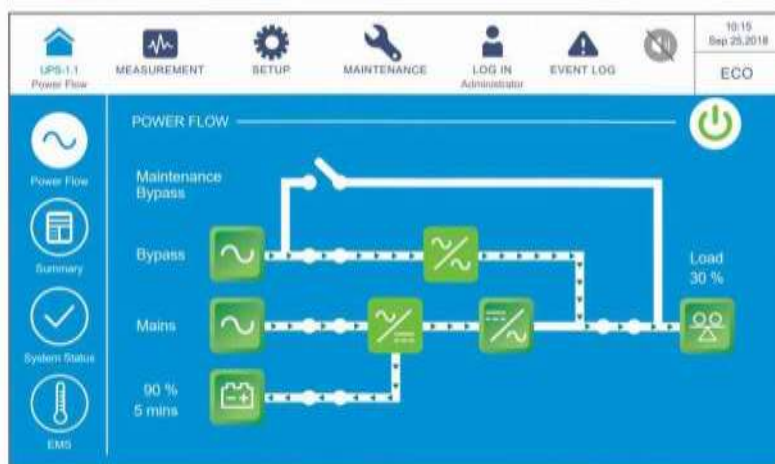 10:15
Sep 25,2018
UPS-1.1
Power Flow
MEASUREMENT
SETUP
MAINTENANCE
LOG IN
Administrator
EVENT LOG
ECO
POWER FLOW
Power Flow
Maintenance
Bypass
Summary
Bypass
Load
30 %
Mains
System Status
90 %
5 mins
EMS